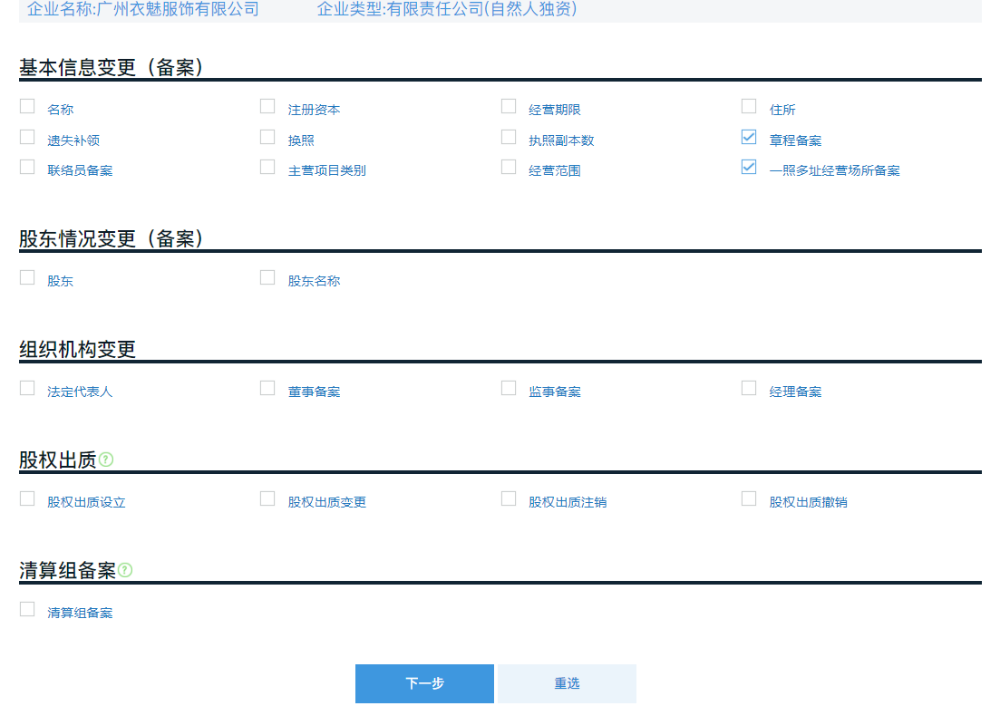 企业名称:广州衣魅服饰有限公司 企业类型:有限责任公司(自然人独资)
基本信息变更（备案）
名称 注册资本 经营期限 住所
遗失补领 换照 执照副本数 章程备案
联络员备案 主营项目类别 经营范围 一照多址经营场所备案
股东情况变更（备案）
股东 股东名称
组织机构变更
法定代表人 董事备案 监事备案 经理备案
股权出质?
股权出质设立 股权出质变更 股权出质注销 股权出质撤销
清算组备案?
清算组备案
下一步 重选